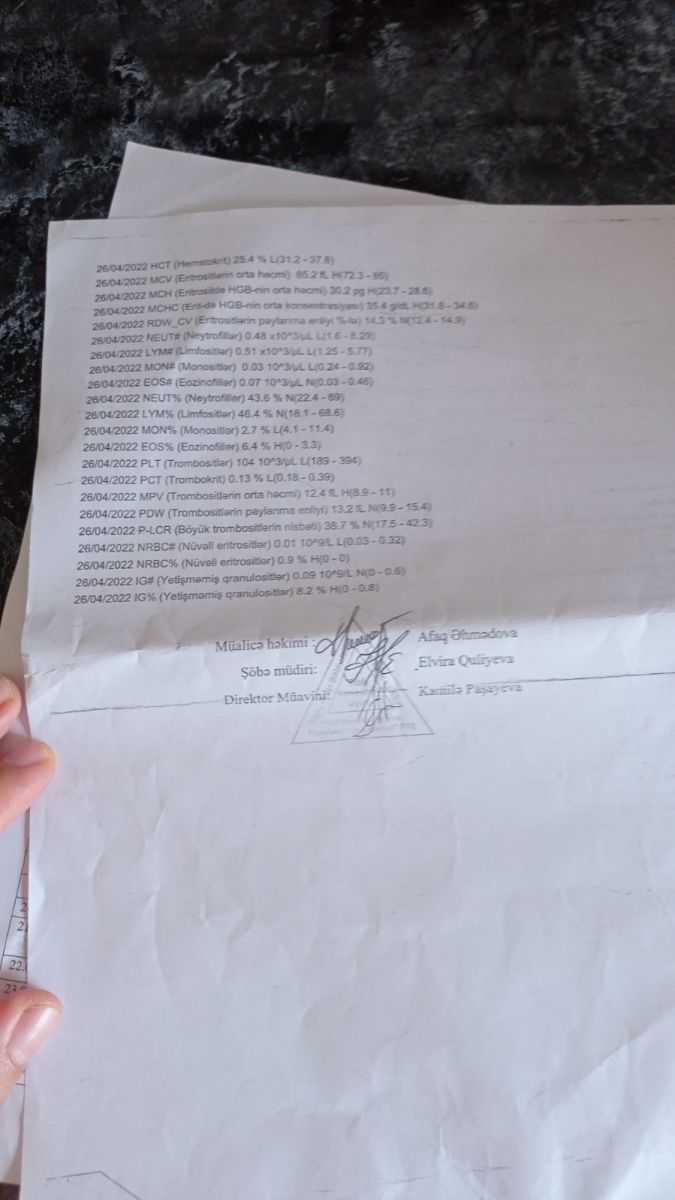 26/04/2022 HCT (Hematokrit) 25.4 % L(31.2 - 37.8)
26/04/2022 MCV (Eritrositlərin orta həcmi) 85.2 fL H(72.3 - 85)
26/04/2022 MCH (Entrositdə HGB-nin orta həcmi) 30.2 pg H(23.7 - 28.6)
26/04/2022 MCHC (Erit-də HGB-nin orta konsentrasiyası) 35.4 g/dL H(31.8 - 34.6)
26/04/2022 RDW_CV (Eritrositlərin paylanma enliyi %-lə) 14.3 % N(12.4 - 14.9)
26/04/2022 NEUT# (Neytrofillər) 0.48 x10^3/µL L(1.6 - 8.29)
26/04/2022 LYM# (Limfositlər) 0.51 x10^3/µL L(1.25 - 5.77)
26/04/2022 MON# (Monositlər) 0.03 10^3/µL L(0.24 - 0.92)
26/04/2022 EOS# (Eozinofillər) 0.07 10^3/µL N(0.03 - 0.46)
26/04/2022 NEUT% (Neytrofillər) 43.6 % N(22.4 - 69)
26/04/2022 LYM% (Limfositlər) 46.4 % N(18.1 - 68.6)
26/04/2022 MON% (Monositlər) 2.7 % L(4.1 - 11.4)
26/04/2022 EOS% (Eozinofillər) 6.4 % H(0 - 3.3)
26/04/2022 PLT (Trombositlər) 104 10^3/µL L(189 - 394)
26/04/2022 PCT (Trombokrit) 0.13 % L(0.18 - 0.39)
26/04/2022 MPV (Trombositlərin orta həcmi) 12.4 fL H(8.9 - 11)
26/04/2022 PDW (Trombositlərin paylanma enliyi) 13.2 fL N(9.9 - 15.4)
26/04/2022 P-LCR (Böyük trombositlərin nisbəti) 38.7 % N(17.5 - 42.3)
26/04/2022 NRBC# (Nüvəli eritrositlər) 0.01 10^9/L L(0.03 - 0.32)
26/04/2022 NRBC% (Nüvəli eritrositlər) 0.9 % H(0 - 0)
26/04/2022 IG# (Yetişməmiş qranulositlər) 0.09 10^9/L N(0 - 0.6)
26/04/2022 IG% (Yetişməmiş qranulositlər) 8.2 % H(0 - 0.8)
Müalicə həkimi : Afaq Əhmədova
Şöbə müdiri: Elvira Quliyeva
Direktor Müavini: Kəmilə Paşayeva
22.
23.